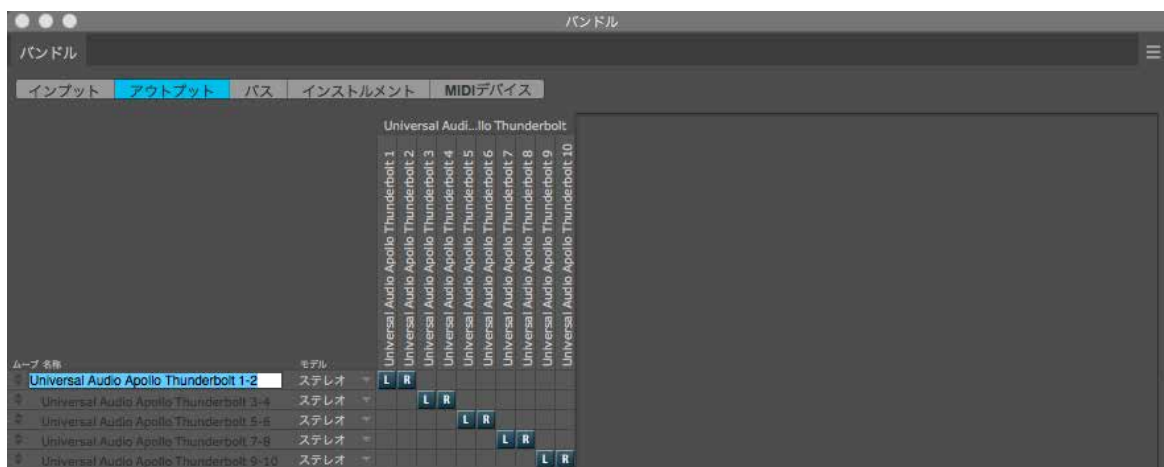 バンドル
バンドル
インプット アウトプット バス インストルメント MIDIデバイス
Universal Audi...llo Thunderbolt
Universal Audio Apollo Thunderbolt 1
Universal Audio Apollo Thunderbolt 2
Universal Audio Apollo Thunderbolt 3
Universal Audio Apollo Thunderbolt 4
Universal Audio Apollo Thunderbolt 5
Universal Audio Apollo Thunderbolt 6
Universal Audio Apollo Thunderbolt 7
Universal Audio Apollo Thunderbolt 8
Universal Audio Apollo Thunderbolt 9
Universal Audio Apollo Thunderbolt 10
ムーブ 名称 モデル
Universal Audio Apollo Thunderbolt 1-2 ステレオ L R
Universal Audio Apollo Thunderbolt 3-4 ステレオ L R
Universal Audio Apollo Thunderbolt 5-6 ステレオ L R
Universal Audio Apollo Thunderbolt 7-8 ステレオ L R
Universal Audio Apollo Thunderbolt 9-10 ステレオ L R